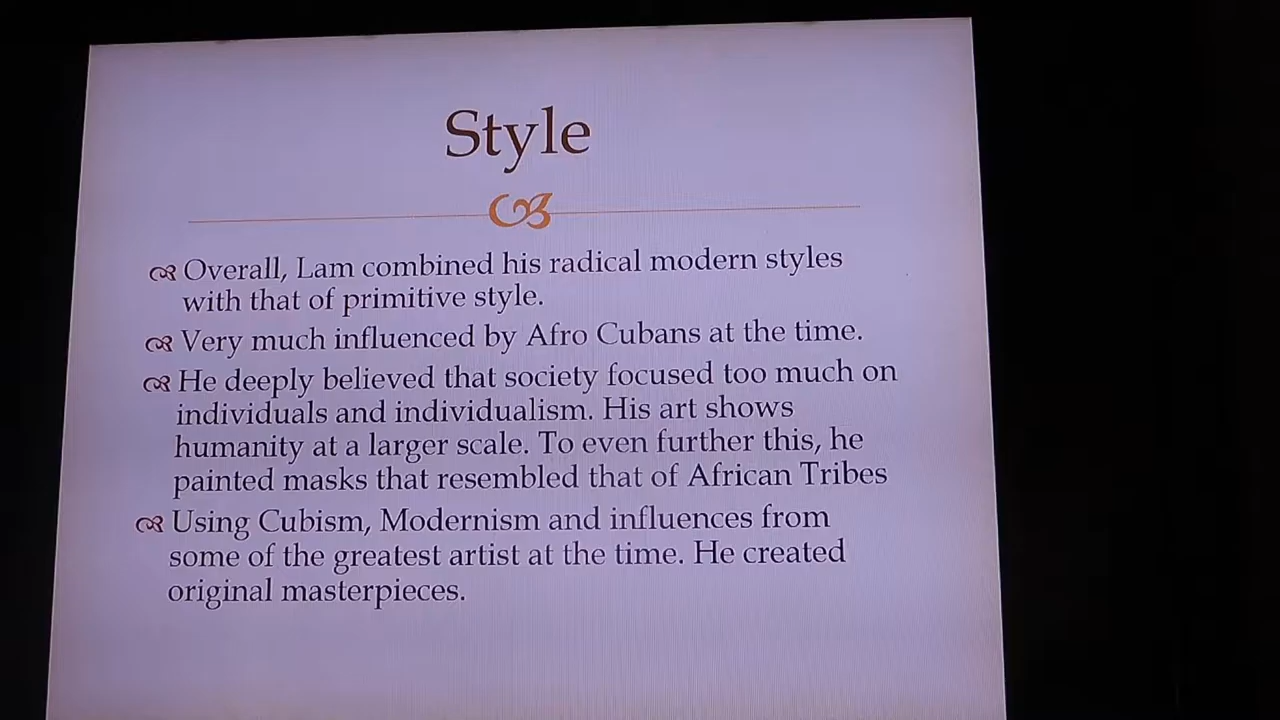 Style
Overall, Lam combined his radical modern styles
with that of primitive style.
Very much influenced by Afro Cubans at the time.
He deeply believed that society focused too much on
individuals and individualism. His art shows
humanity at a larger scale. To even further this, he
painted masks that resembled that of African Tribes
Using Cubism, Modernism and influences from
some of the greatest artist at the time. He created
original masterpieces.